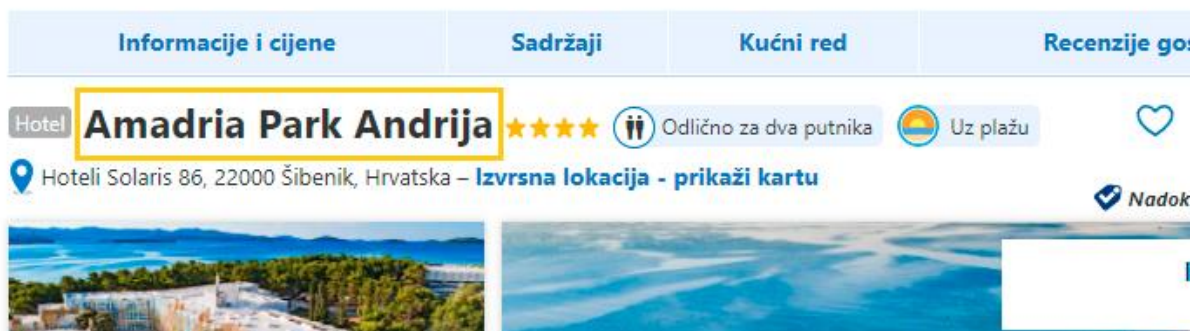 Informacije i cijene Sadržaji Kućni red Recenzije
Hotel Amadria Park Andrija Odlično za dva putnika Uz plažu
Hoteli Solaris 86, 22000 Šibenik, Hrvatska – Izvrsna lokacija - prikaži kartu